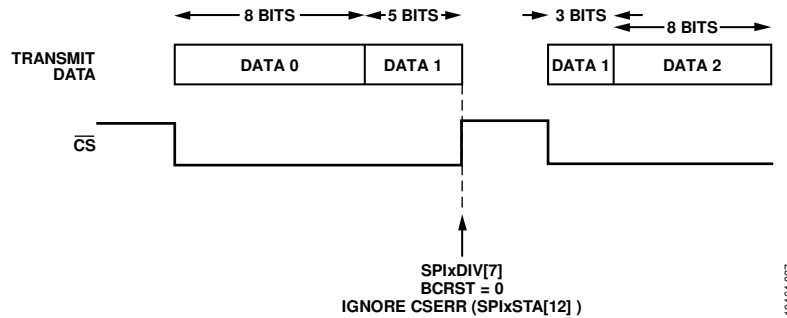 8 BITS
5 BITS
3 BITS
8 BITS
TRANSMIT
DATA
DATA 0
DATA 1
DATA 1
DATA 2
CS
SPIxDIV[7]
BCRST = 0
IGNORE CSERR (SPIxSTA[12] )